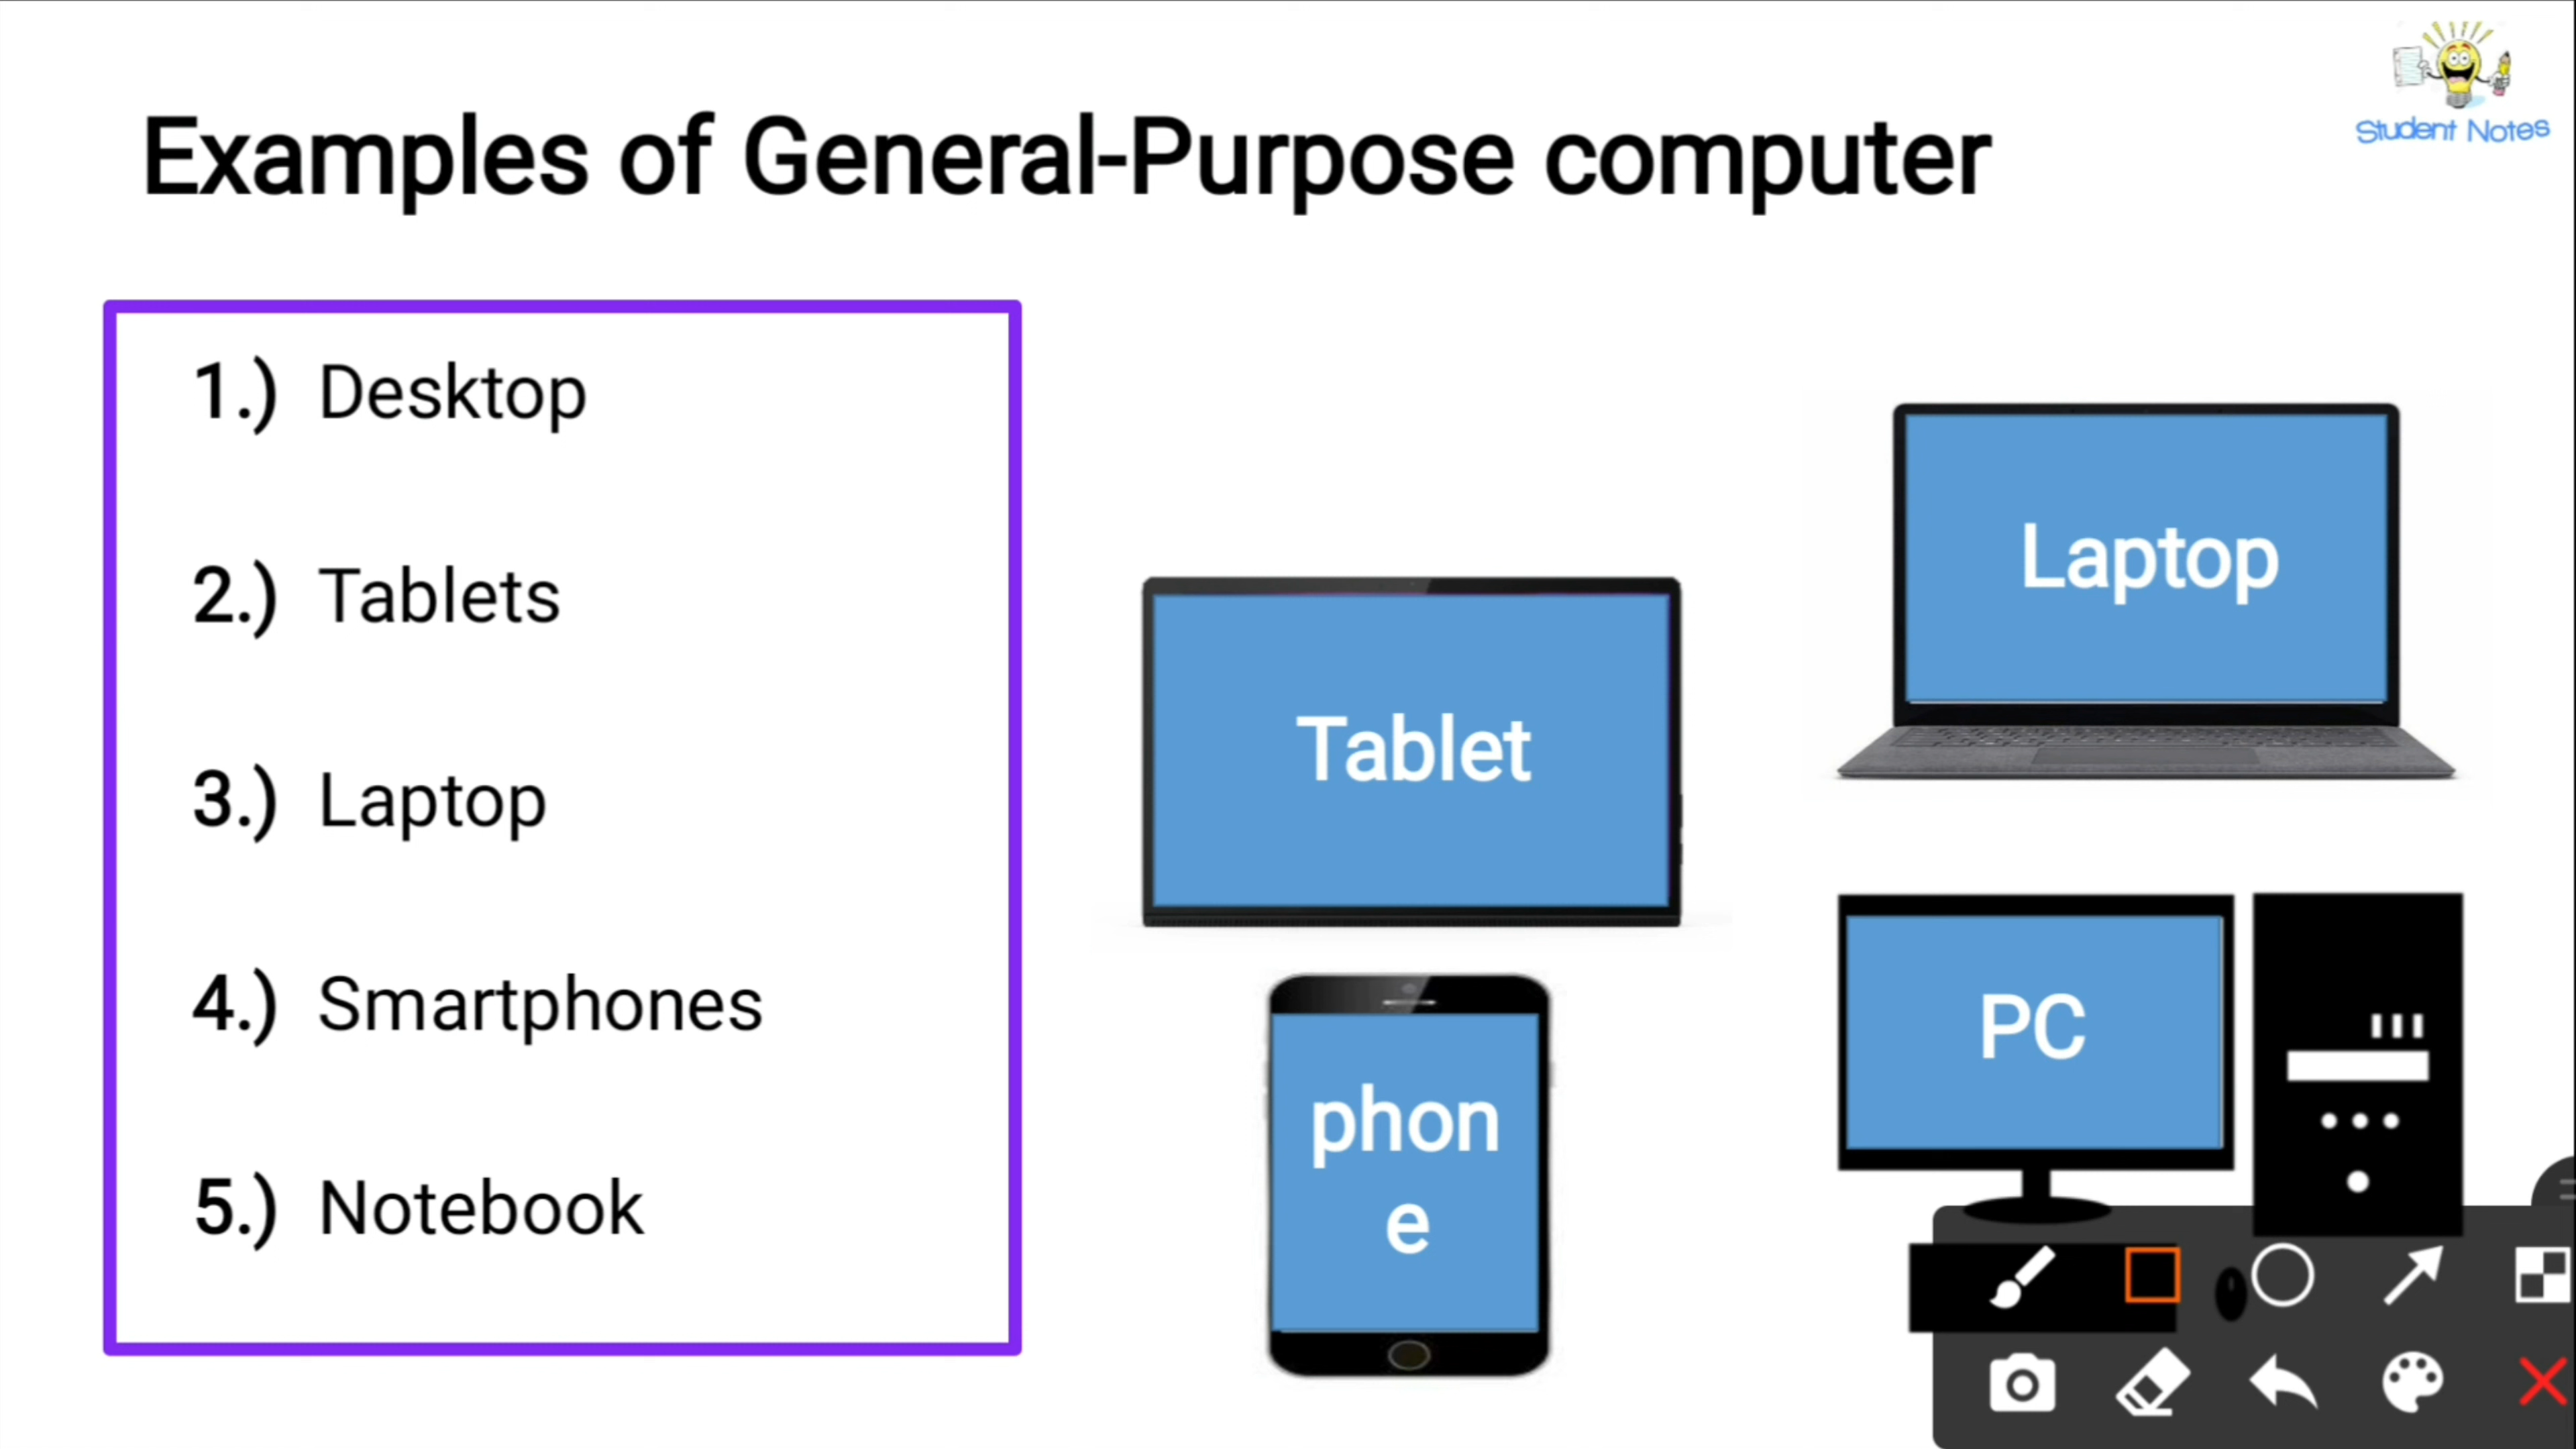 Student Notes
Examples of General-Purpose computer
1.) Desktop
2.) Tablets
3.) Laptop
4.) Smartphones
5.) Notebook
Laptop
Tablet
PC
phon
e